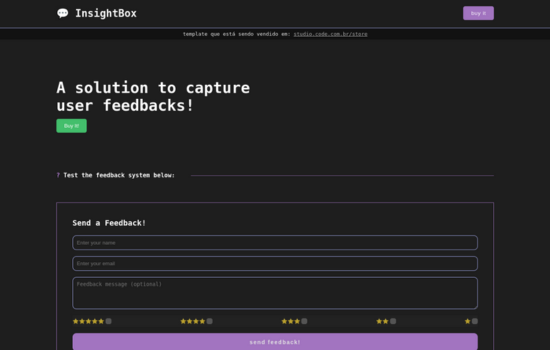 💬 InsightBox
Buy it
template que está sendo vendido em: studio.code.com.br/store
A solution to capture
user feedbacks!
Buy It!
? Test the feedback system below:
Send a Feedback!
Enter your name
Enter your email
Feedback message (optional)
send feedback!